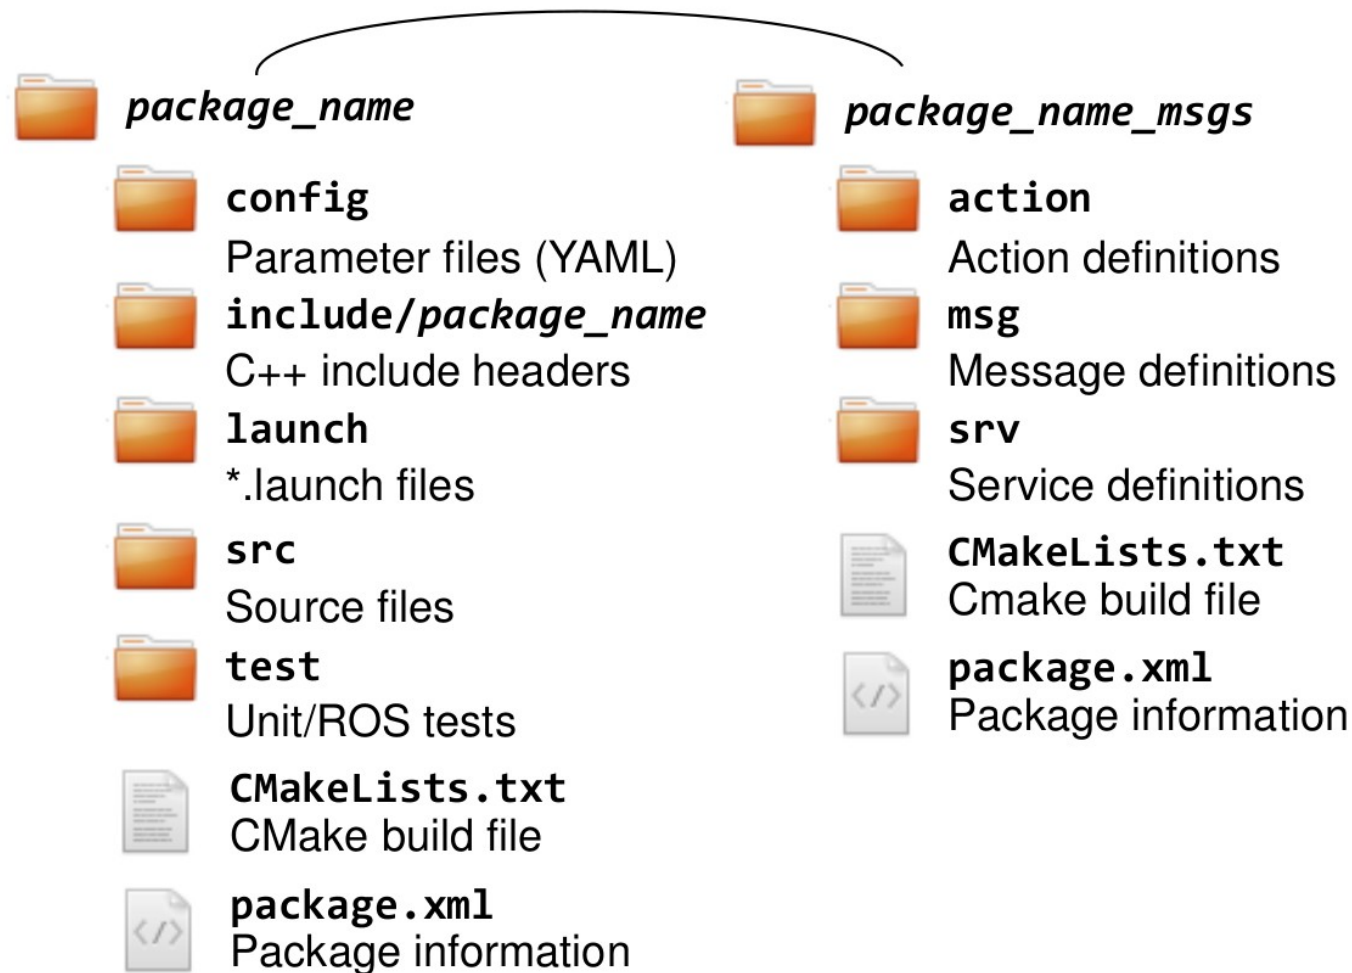 package_name
config
Parameter files (YAML)
include/package_name
C++ include headers
launch
*.launch files
src
Source files
test
Unit/ROS tests
CMakeLists.txt
CMake build file
package.xml
Package information
package_name_msgs
action
Action definitions
msg
Message definitions
srv
Service definitions
CMakeLists.txt
Cmake build file
package.xml
Package information